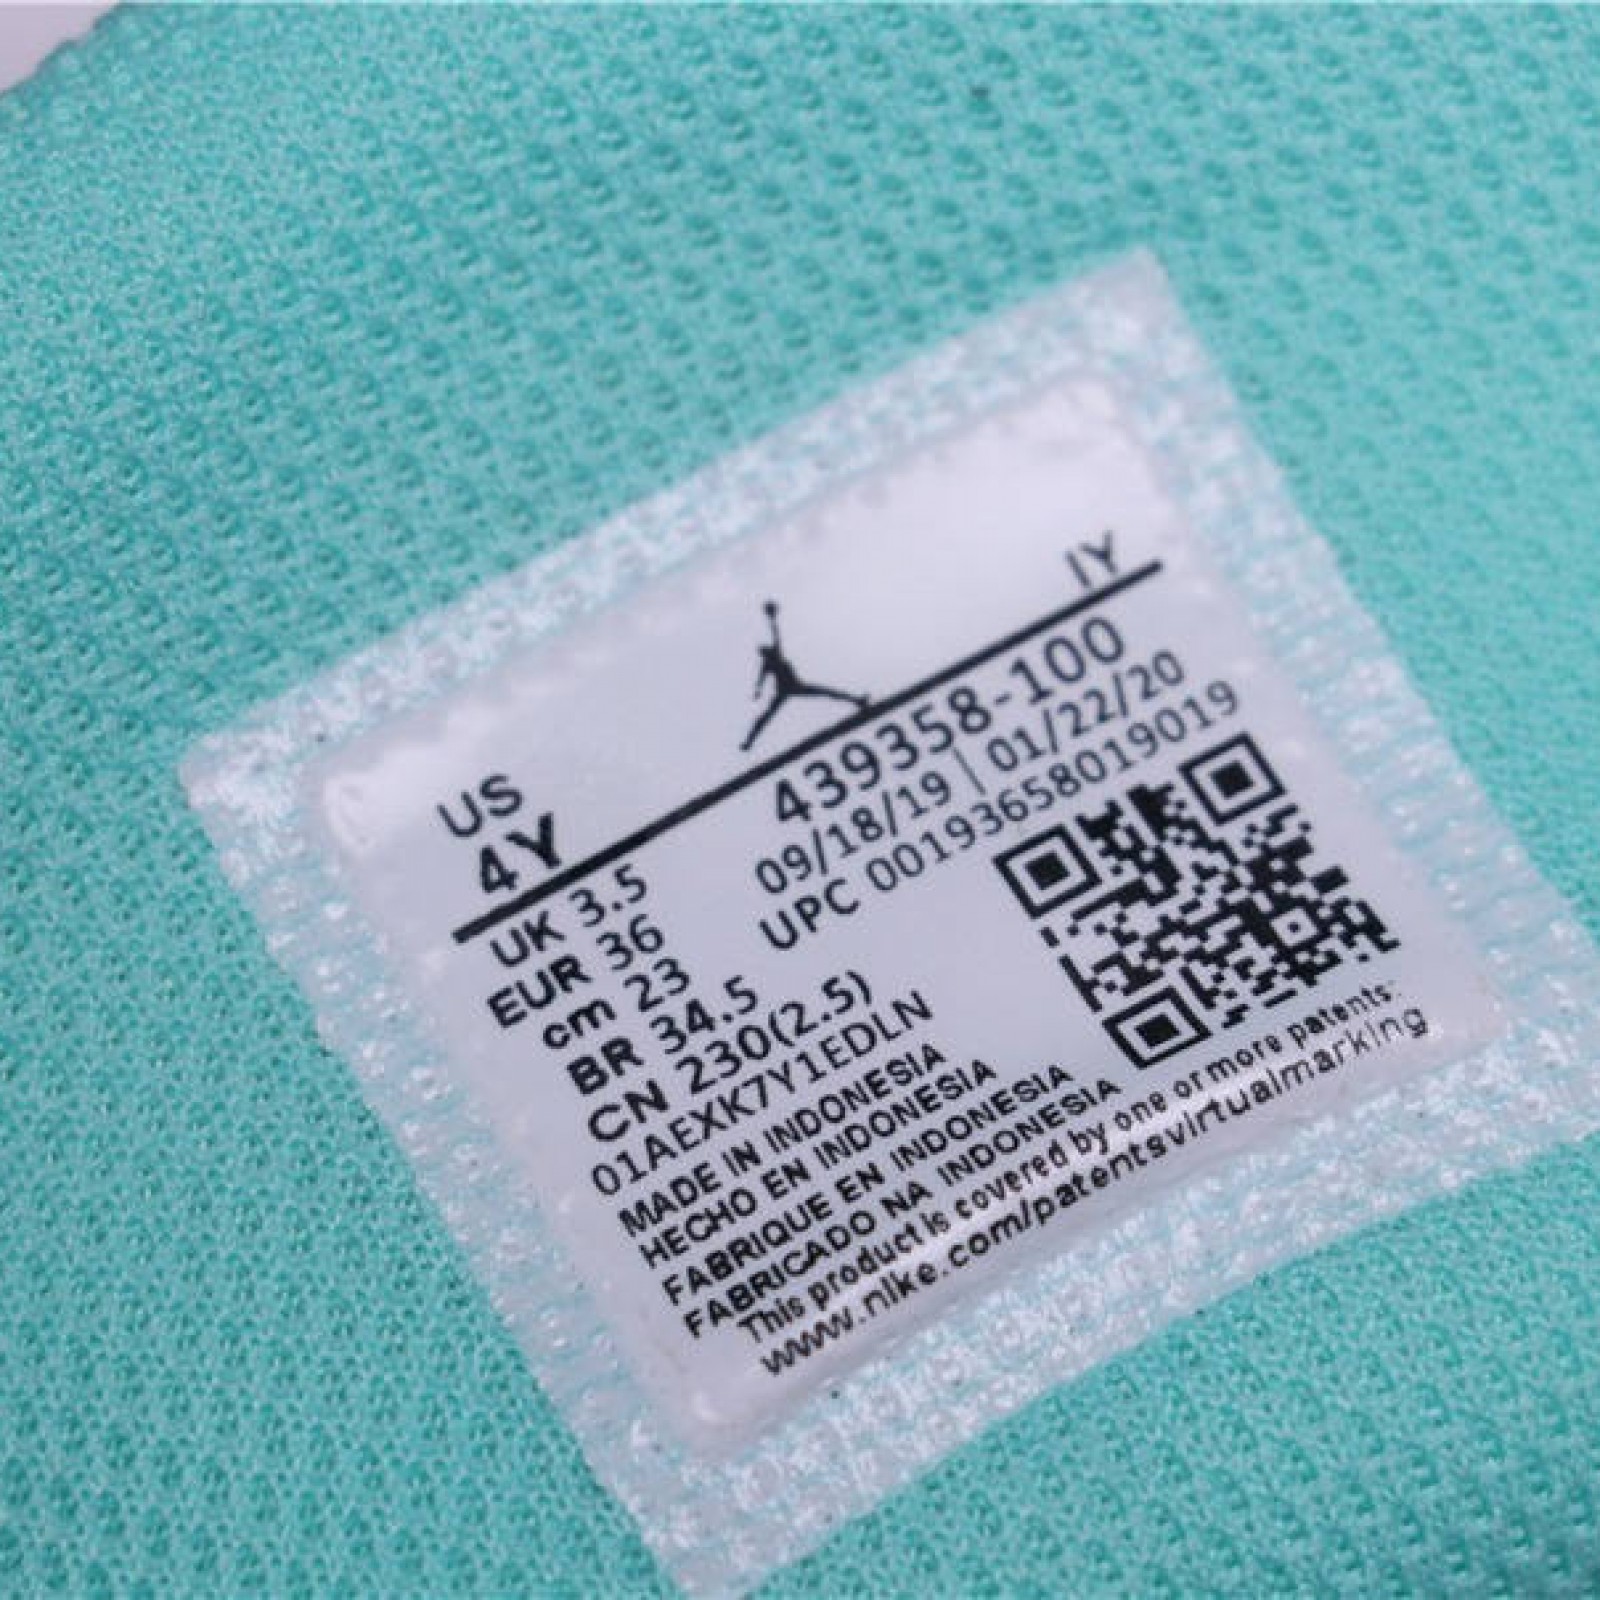 IY
US
4Y
439358-100
UK 3.5
09/18/19 | 01/22/20
EUR 36
UPC 00193658019019
cm 23
BR 34.5
CN 230(2.5)
01AEXK7Y1EDLN
MADE IN INDONESIA
HECHO EN INDONESIA
FABRIQUE EN INDONESIA
FABRICADO NA INDONESIA
This product is covered by one or more patents:
www.nike.com/patentsvirtualmarking